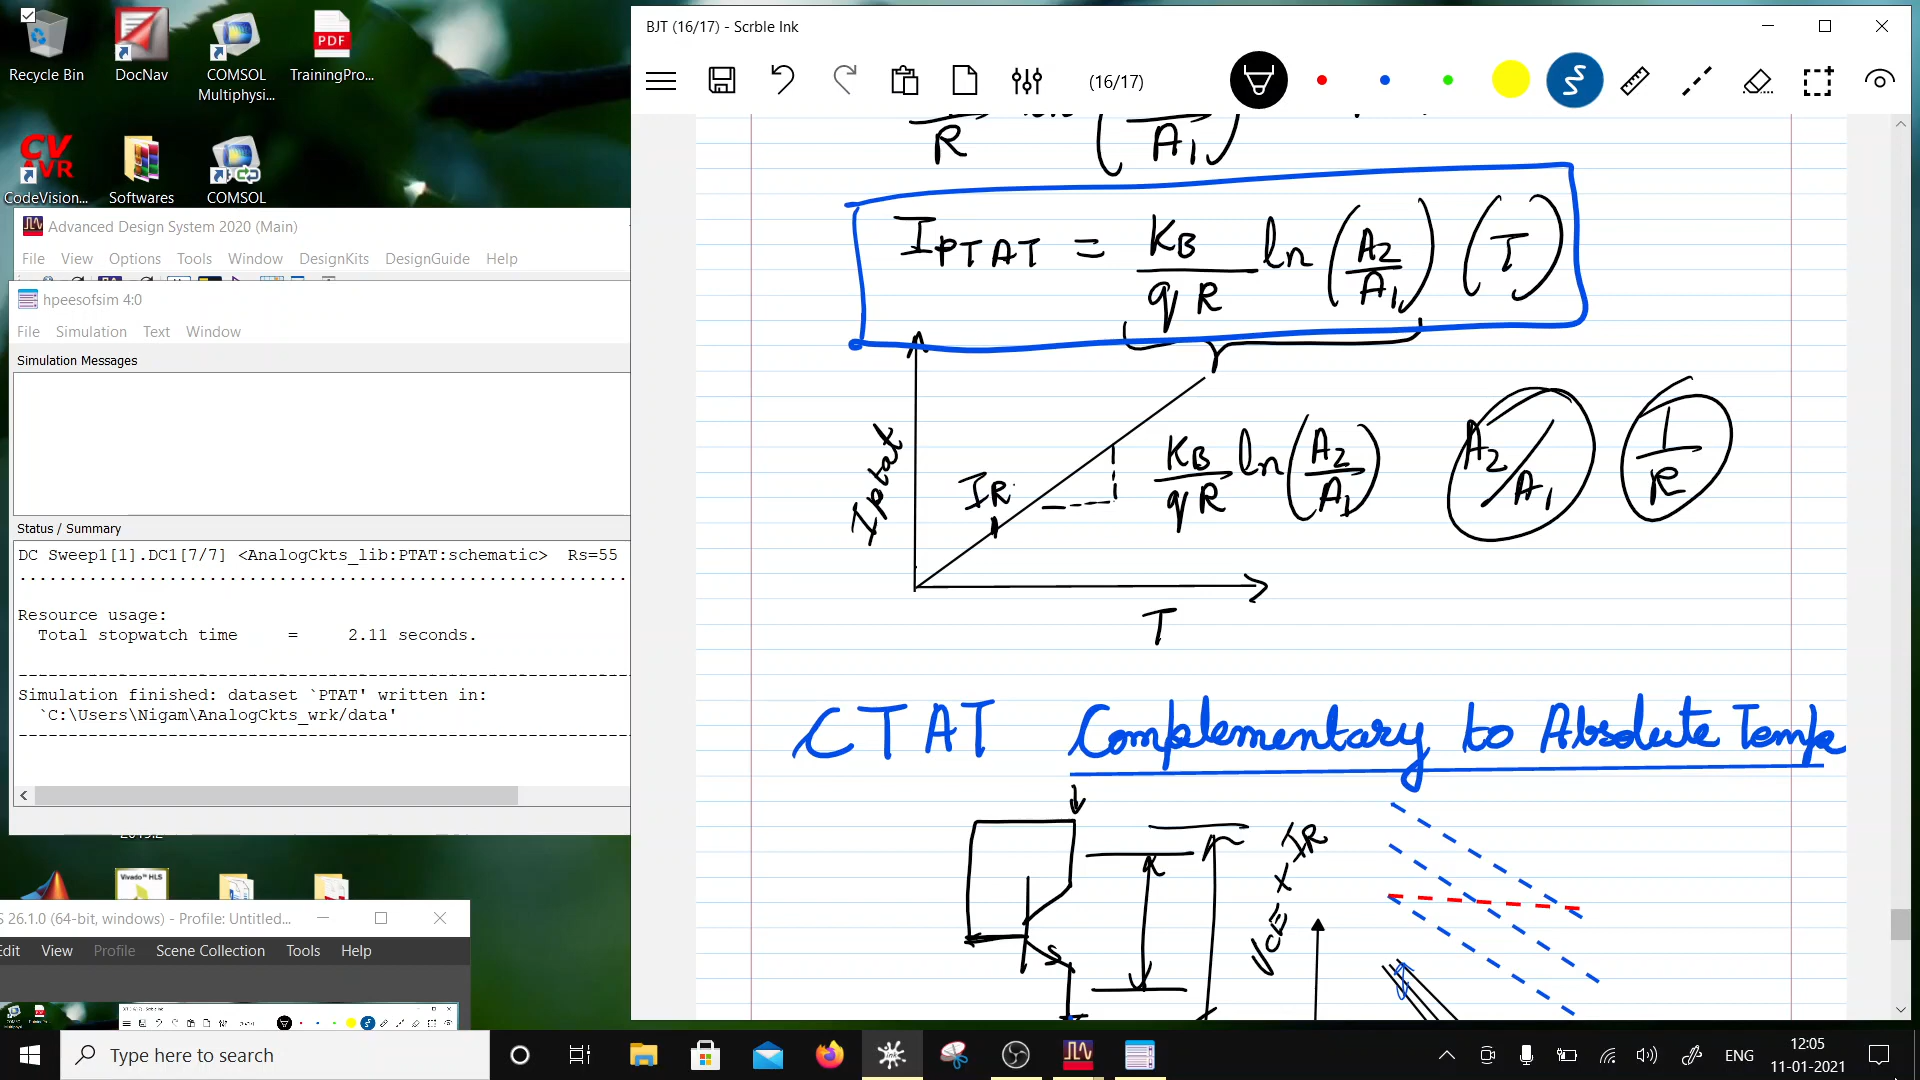 Recycle Bin
DocNav
COMSOL
Multiphysi...
PDF
TrainingPro...
CV
AVR
CodeVision...
Softwares
COMSOL
Advanced Design System 2020 (Main)
File View Options Tools Window DesignKits DesignGuide Help
hpeesofsim 4:0
File Simulation Text Window
Simulation Messages
Status / Summary
DC Sweep1[1].DC1[7/7] <AnalogCkts_lib:PTAT:schematic> Rs=55
Resource usage:
Total stopwatch time = 2.11 seconds.
Simulation finished: dataset `PTAT' written in:
`C:\Users\Nigam\AnalogCkts_wrk/data'
Vivado™ HLS
S 26.1.0 (64-bit, windows) - Profile: Untitled...
Edit View Profile Scene Collection Tools Help
BJT (16/17) - Scrble Ink
(16/17)
R ( A1 )
IPTAT = KB / qR ln (A2 / A1) (T)
Iptat
IR
KB / qR ln (A2 / A1) A2/A1 1/R
T
CTAT Complementary to Absolute Temp
VCE x IR
Type here to search
ENG
12:05
11-01-2021